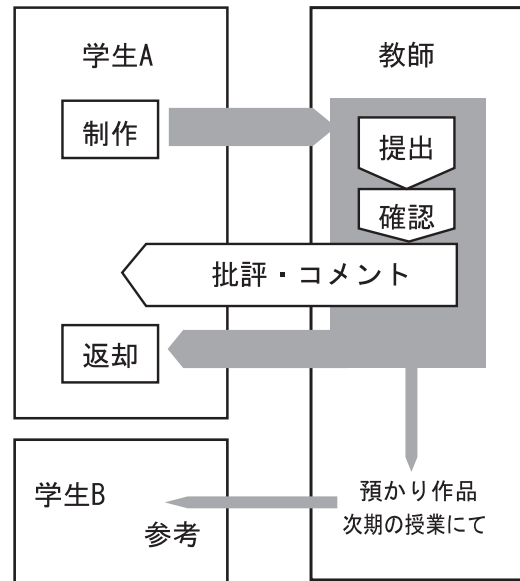 学生A
教師
制作
提出
確認
批評・コメント
返却
学生B
参考
預かり作品
次期の授業にて